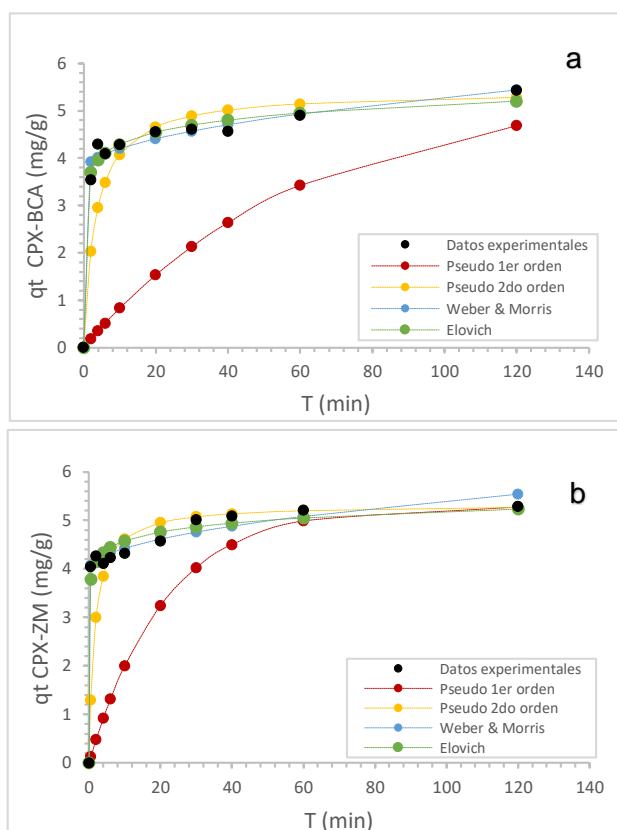 a
6
5
4
3
2
1
0
qt CPX-BCA (mg/g)
Datos experimentales
Pseudo 1er orden
Pseudo 2do orden
Weber & Morris
Elovich
0 20 40 60 80 100 120 140
T (min)
b
6
5
4
3
2
1
0
qt CPX-ZM (mg/g)
Datos experimentales
Pseudo 1er orden
Pseudo 2do orden
Weber & Morris
Elovich
0 20 40 60 80 100 120 140
T (min)